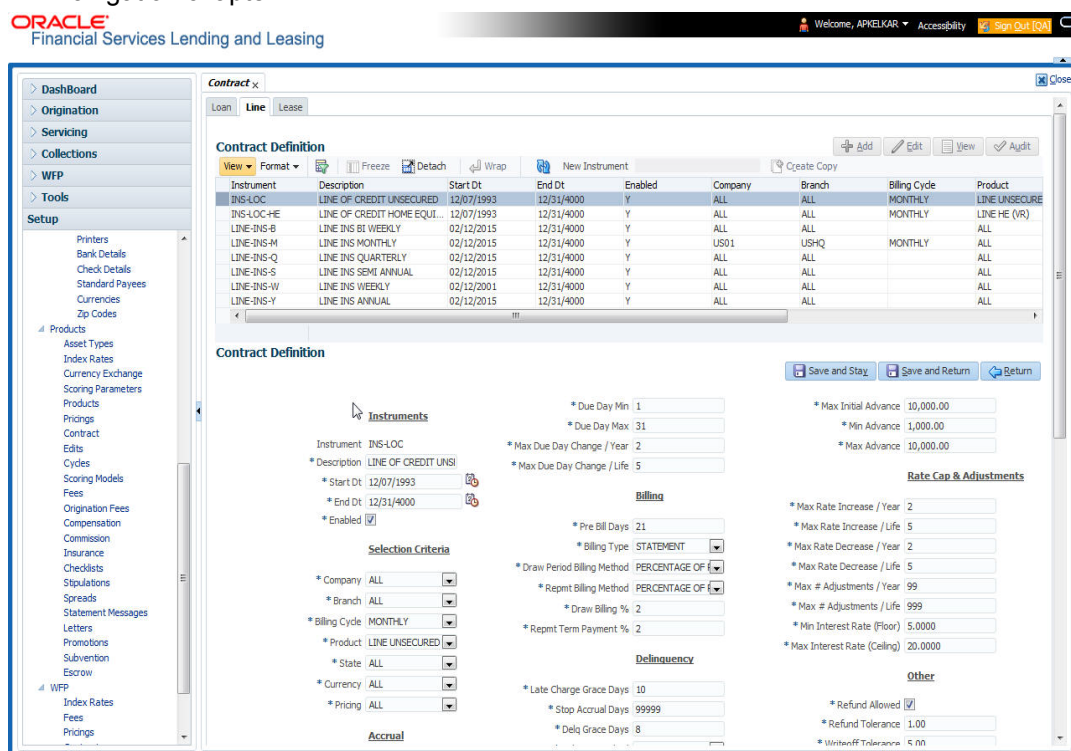 ORACLE
Financial Services Lending and Leasing
Welcome, APKELKAR Accessibility Sign Out [QA]
DashBoard
Origination
Servicing
Collections
WFP
Tools
Setup
Printers
Bank Details
Check Details
Standard Payees
Currencies
Zip Codes
Products
Asset Types
Index Rates
Currency Exchange
Scoring Parameters
Products
Pricings
Contract
Edits
Cycles
Scoring Models
Fees
Origination Fees
Compensation
Commission
Insurance
Checklists
Stipulations
Spreads
Statement Messages
Letters
Promotions
Subvention
Escrow
WFP
Index Rates
Fees
Pricings
Contract x
Close
Loan Line Lease
Contract Definition
Add Edit View Audit
View Format Freeze Detach Wrap New Instrument Create Copy
Instrument Description Start Dt End Dt Enabled Company Branch Billing Cycle Product
INS-LOC LINE OF CREDIT UNSECURED 12/07/1993 12/31/4000 Y ALL ALL MONTHLY LINE UNSECURE
INS-LOC-HE LINE OF CREDIT HOME EQUI... 12/07/1993 12/31/4000 Y ALL ALL MONTHLY LINE HE (VR)
LINE-INS-B LINE INS BI WEEKLY 02/12/2015 12/31/4000 Y ALL ALL ALL
LINE-INS-M LINE INS MONTHLY 02/12/2015 12/31/4000 Y US01 USHQ MONTHLY ALL
LINE-INS-Q LINE INS QUARTERLY 02/12/2015 12/31/4000 Y ALL ALL ALL
LINE-INS-S LINE INS SEMI ANNUAL 02/12/2015 12/31/4000 Y ALL ALL ALL
LINE-INS-W LINE INS WEEKLY 02/12/2001 12/31/4000 Y ALL ALL ALL
LINE-INS-Y LINE INS ANNUAL 02/12/2015 12/31/4000 Y ALL ALL ALL
Contract Definition
Save and Stay Save and Return Return
Instruments
Instrument INS-LOC
* Description LINE OF CREDIT UNSI
* Start Dt 12/07/1993
* End Dt 12/31/4000
* Enabled
Selection Criteria
* Company ALL
* Branch ALL
* Billing Cycle MONTHLY
* Product LINE UNSECURED
* State ALL
* Currency ALL
* Pricing ALL
Accrual
* Due Day Min 1
* Due Day Max 31
* Max Due Day Change / Year 2
* Max Due Day Change / Life 5
Billing
* Pre Bill Days 21
* Billing Type STATEMENT
* Draw Period Billing Method PERCENTAGE OF
* Repmt Billing Method PERCENTAGE OF
* Draw Billing % 2
* Repmt Term Payment % 2
Delinquency
* Late Charge Grace Days 10
* Stop Accrual Days 99999
* Delq Grace Days 8
* Max Initial Advance 10,000.00
* Min Advance 1,000.00
* Max Advance 10,000.00
Rate Cap & Adjustments
* Max Rate Increase / Year 2
* Max Rate Increase / Life 5
* Max Rate Decrease / Year 2
* Max Rate Decrease / Life 5
* Max # Adjustments / Year 99
* Max # Adjustments / Life 999
* Min Interest Rate (Floor) 5.0000
* Max Interest Rate (Ceiling) 20.0000
Other
* Refund Allowed
* Refund Tolerance 1.00
* Writeoff Tolerance 5.00